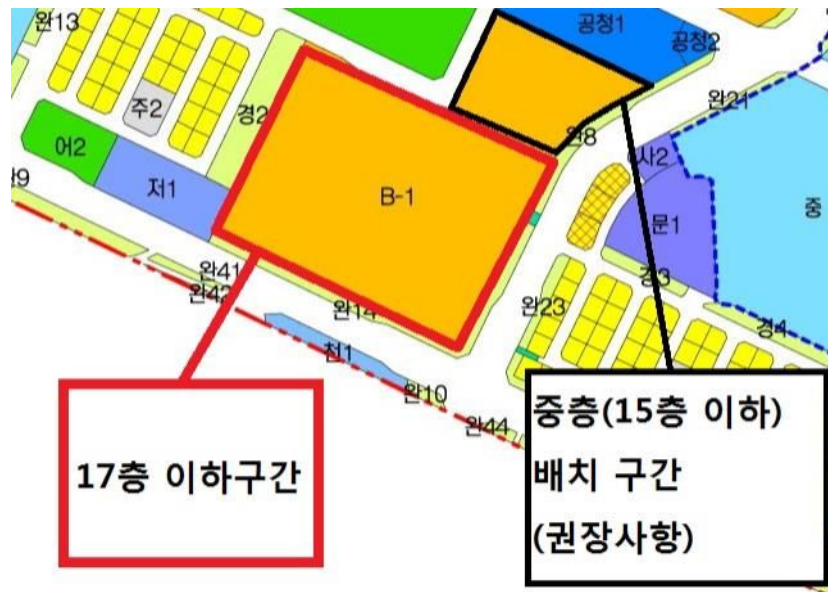 완13
공청1
공청2
주2
경2
완21
완8
어2
사2
저1
B-1
문1
중
경3
완41
완42
완14
완23
경4
천1
완10
완44
17층 이하구간
중층(15층 이하)
배치 구간
(권장사항)